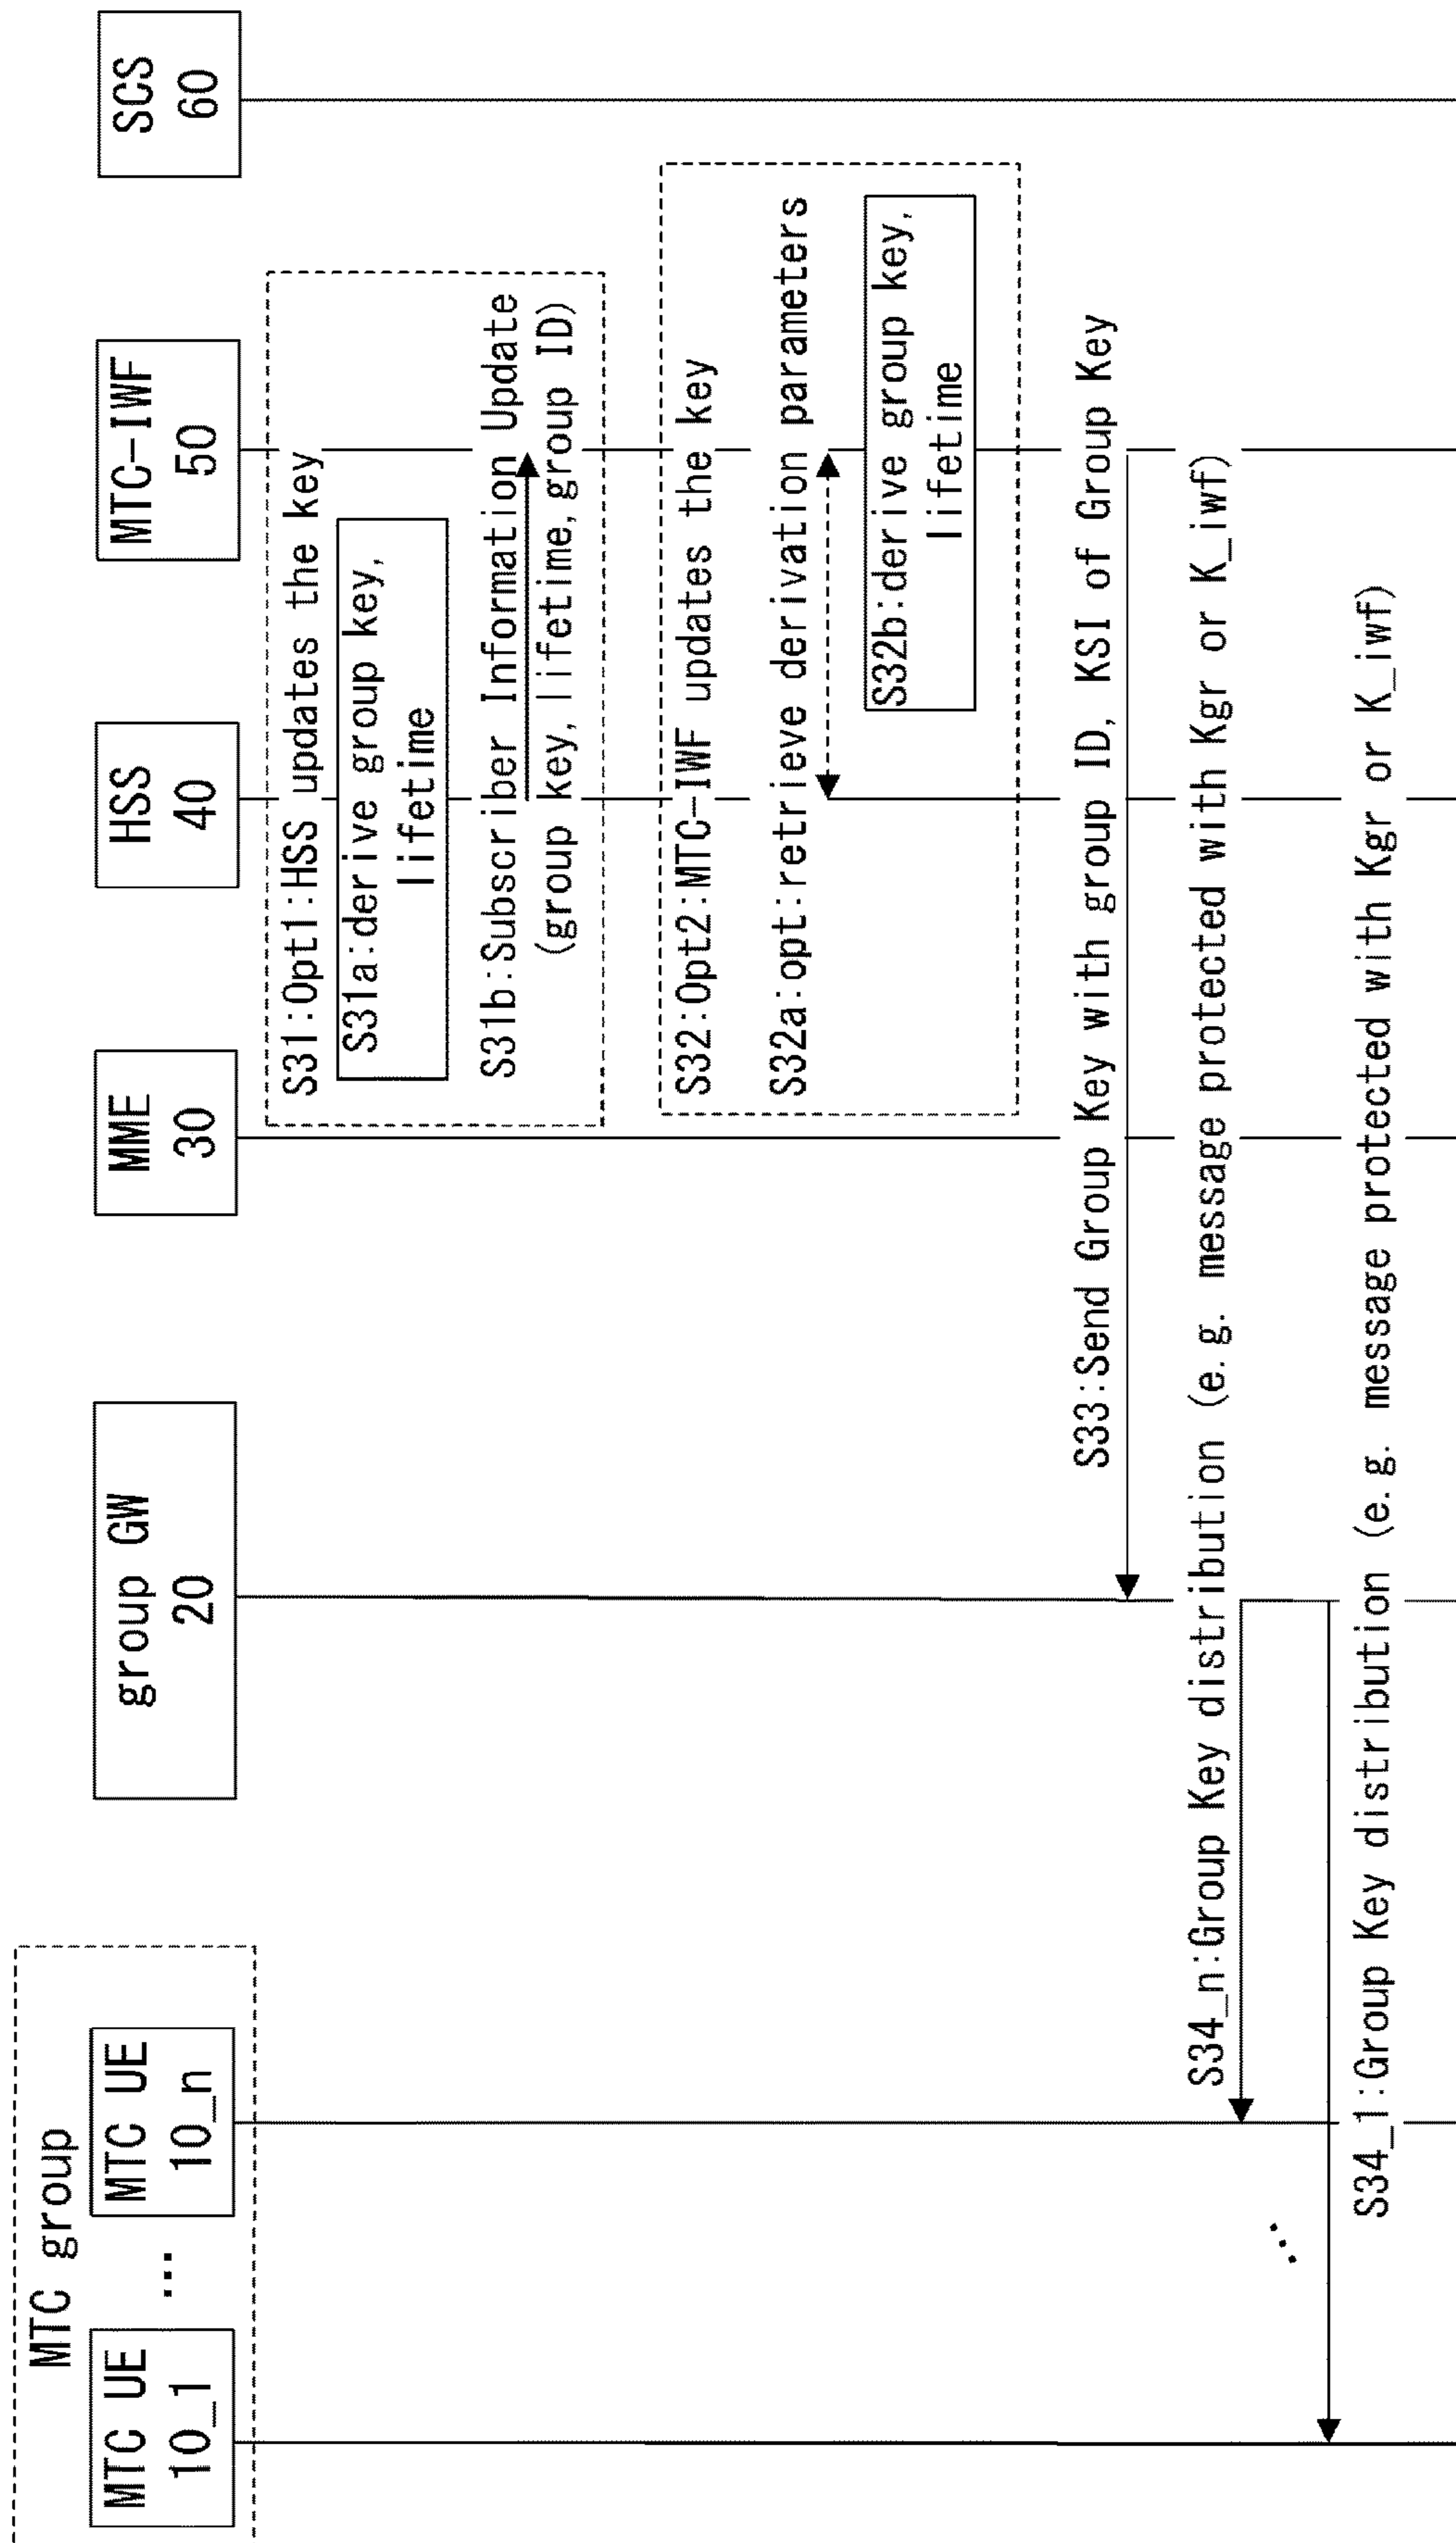 MTC group
MTC UE
10_1
...
MTC UE
10_n
group GW
20
MME
30
HSS
40
MTC-IWF
50
SCS
60
S31:Opt1:HSS updates the key
S31a:derive group key,
lifetime
S31b:Subscriber Information Update
(group key,lifetime,group ID)
S32:Opt2:MTC-IWF updates the key
S32a:opt:retrieve derivation parameters
S32b:derive group key,
lifetime
S33:Send Group Key with group ID, KSI of Group Key
S34_n:Group Key distribution (e.g. message protected with Kgr or K_iwf)
...
S34_1:Group Key distribution (e.g. message protected with Kgr or K_iwf)